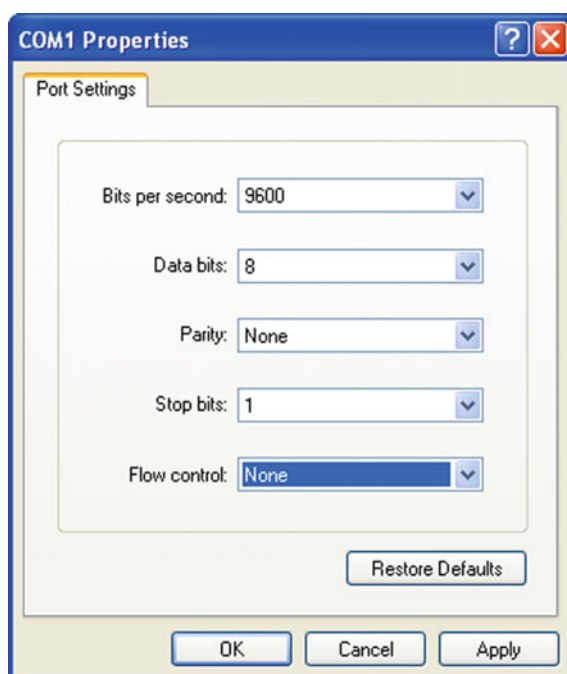 COM1 Properties
Port Settings
Bits per second: 9600
Data bits: 8
Parity: None
Stop bits: 1
Flow control: None
Restore Defaults
OK Cancel Apply